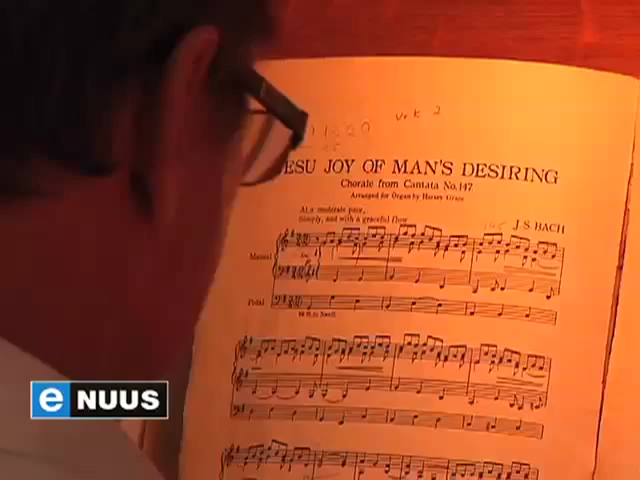 JESU JOY OF MAN'S DESIRING
Chorale from Cantata No. 147
Arranged for Organ by Harvey Grace
At a moderate pace,
simply, and with a graceful flow
J. S. BACH
Manual
Pedal
e NUUS